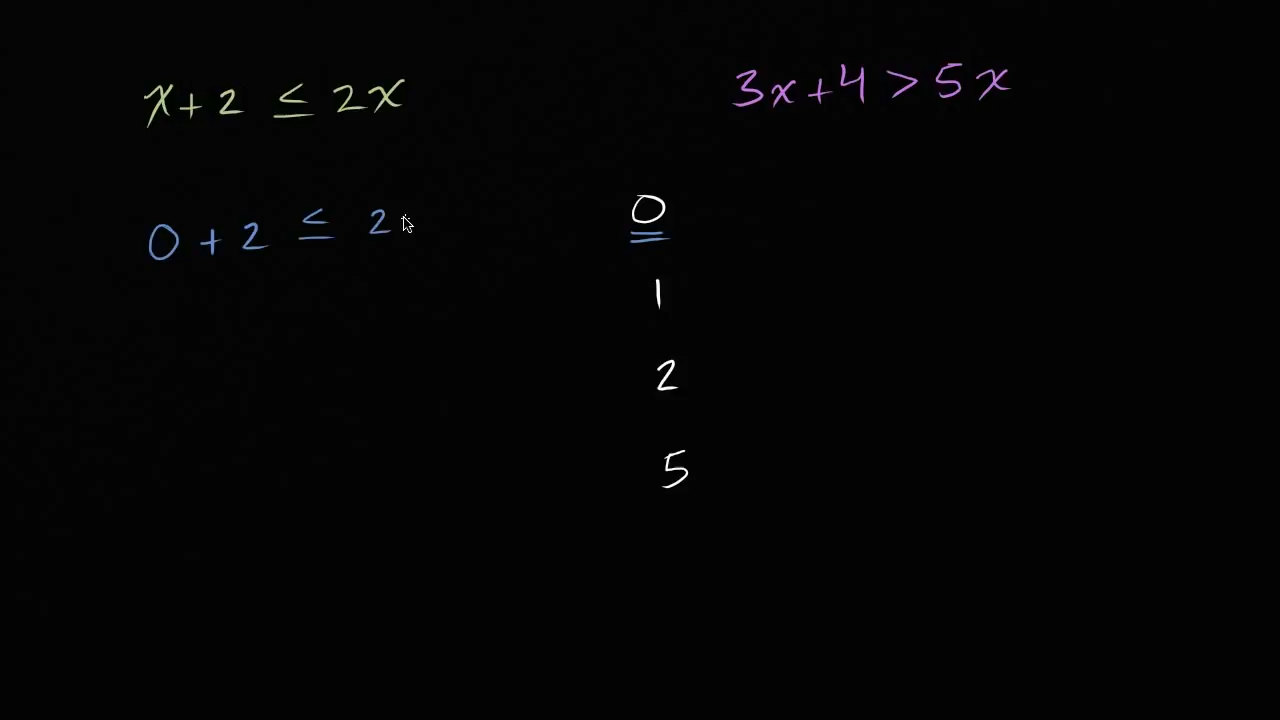 x+2 ≤ 2x
3x+4 > 5x
0 + 2 ≤ 2
0
1
2
5